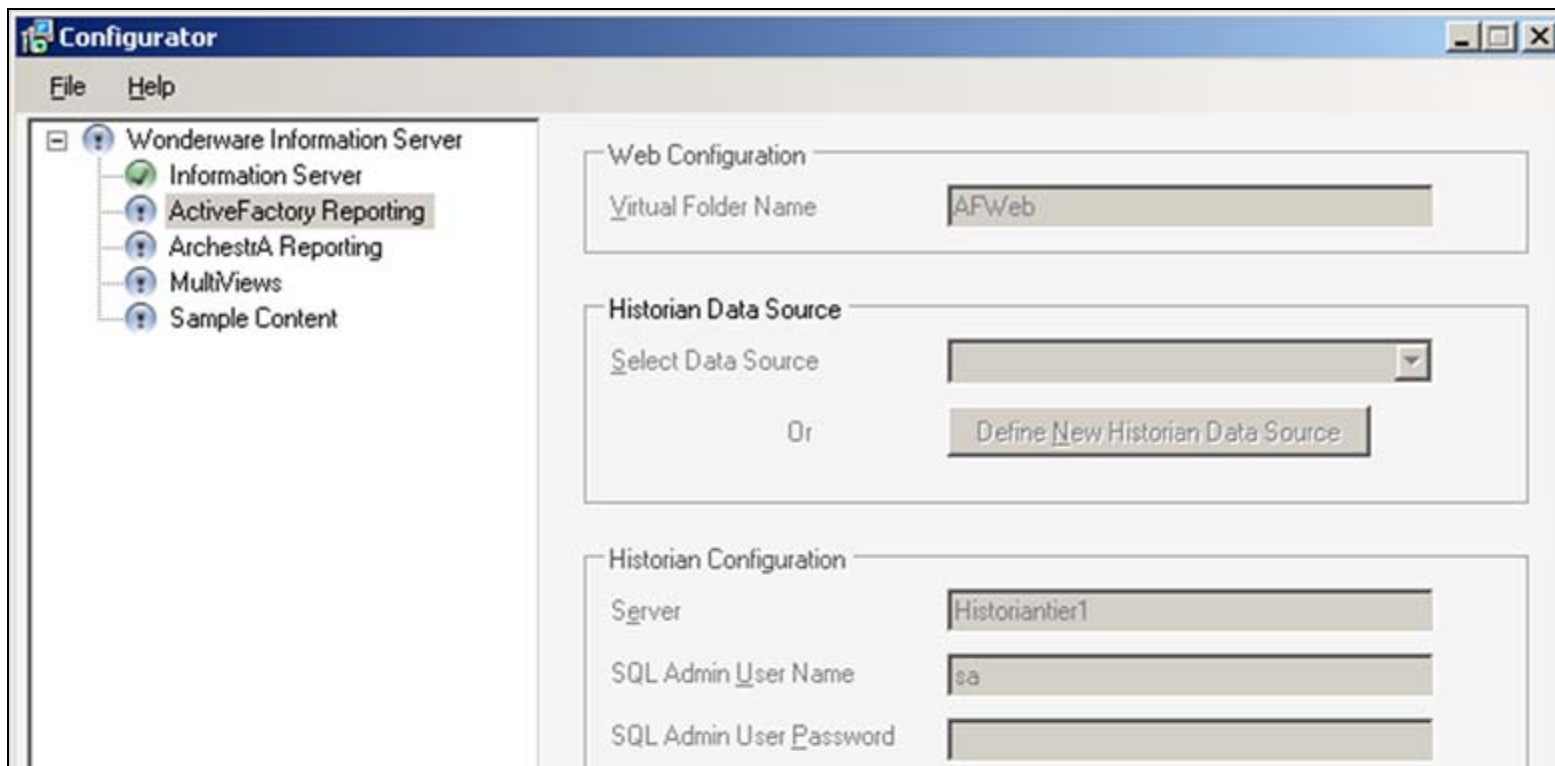 Configurator
File Help
Wonderware Information Server
Information Server
ActiveFactory Reporting
ArchestrA Reporting
MultiViews
Sample Content
Web Configuration
Virtual Folder Name AFWeb
Historian Data Source
Select Data Source
Or Define New Historian Data Source
Historian Configuration
Server Historiantier1
SQL Admin User Name sa
SQL Admin User Password